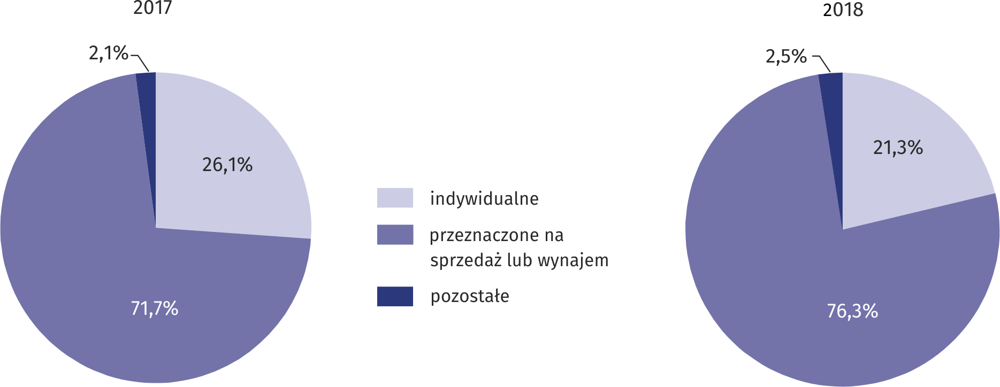 2017
2,1%
26,1%
71,7%
indywidualne
przeznaczone na
sprzedaż lub wynajem
pozostałe
2018
2,5%
21,3%
76,3%